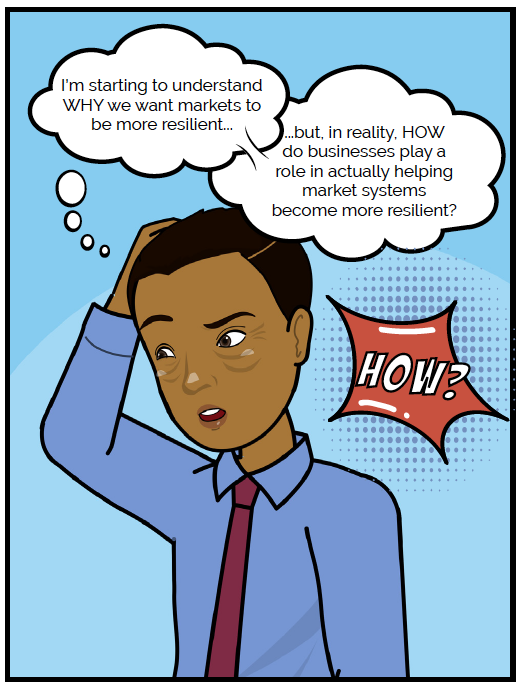 I'm starting to understand
WHY we want markets to
be more resilient...
...but, in reality, HOW
do businesses play a
role in actually helping
market systems
become more resilient?
HOW?